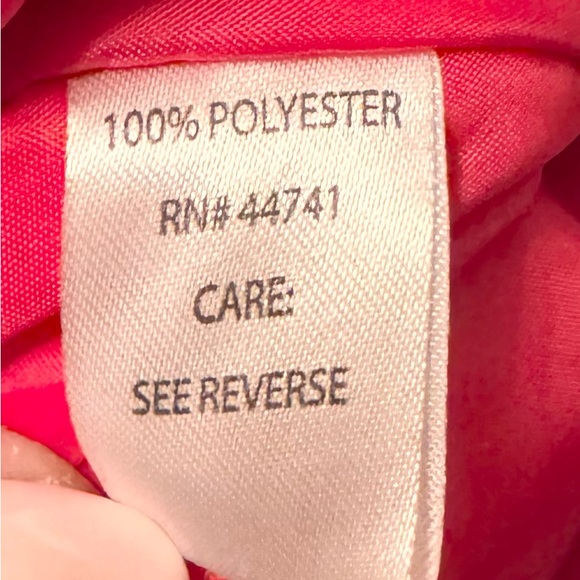 100% POLYESTER
RN# 44741
CARE:
SEE REVERSE